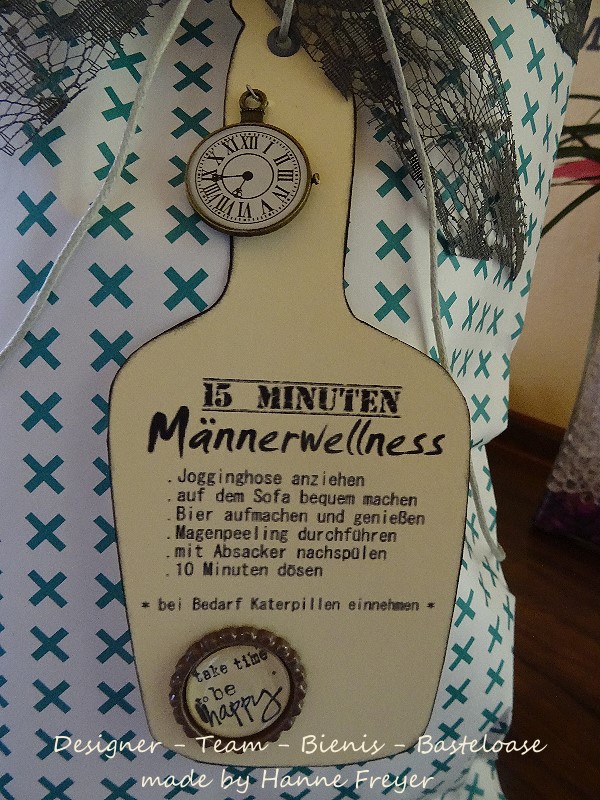 15 MINUTEN
Männerwellness
. Jogginghose anziehen
. auf dem Sofa bequem machen
. Bier aufmachen und genießen
. Magenpeeling durchführen
. mit Absacker nachspülen
. 10 Minuten dösen
* bei Bedarf Katerpillen einnehmen *
take time
to be
happy.
Designer - Team - Bienis - Basteloase
made by Hanne Freyer